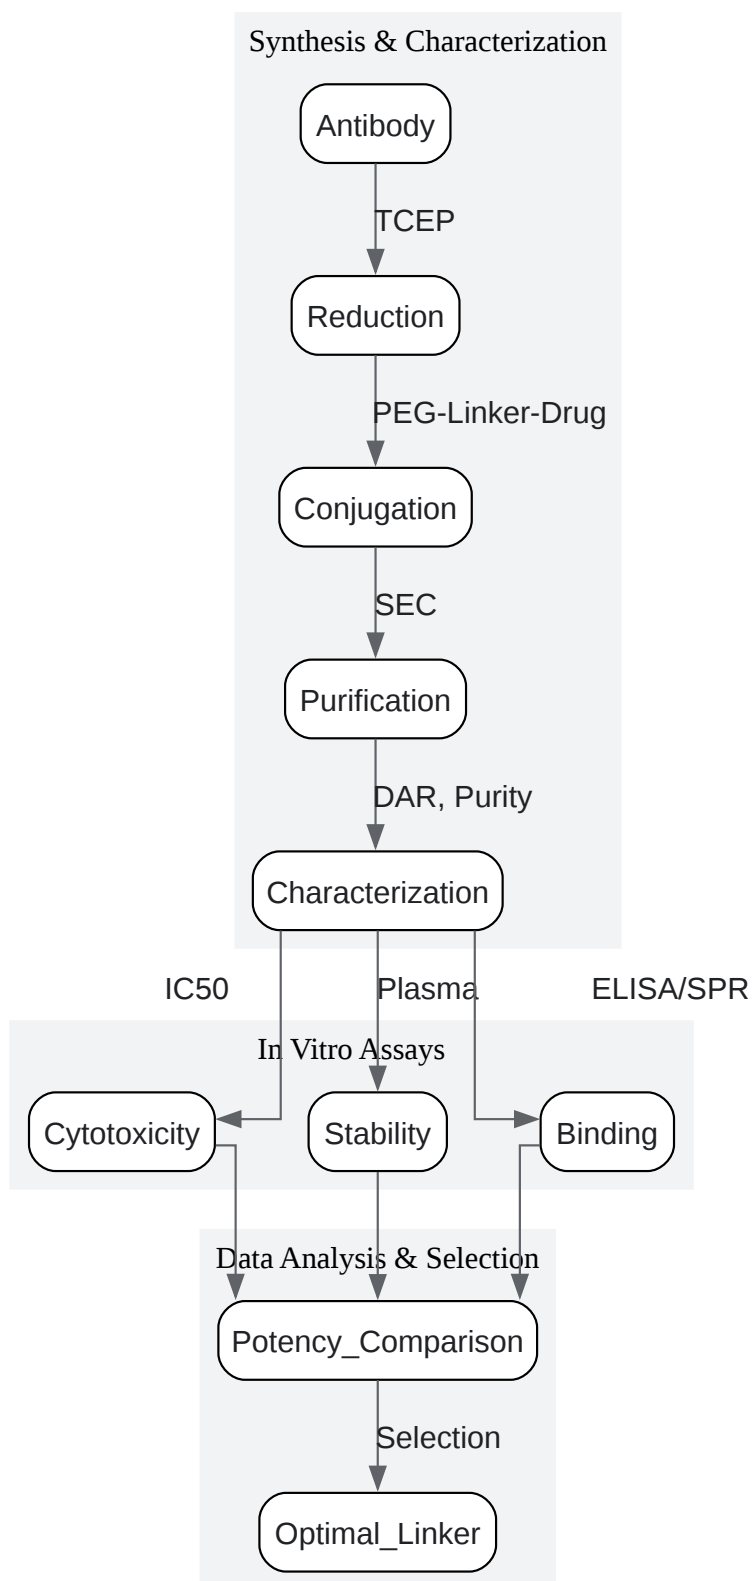 Synthesis & Characterization
Antibody
TCEP
Reduction
PEG-Linker-Drug
Conjugation
SEC
Purification
DAR, Purity
Characterization
IC50
Plasma
ELISA/SPR
In Vitro Assays
Cytotoxicity
Stability
Binding
Data Analysis & Selection
Potency_Comparison
Selection
Optimal_Linker